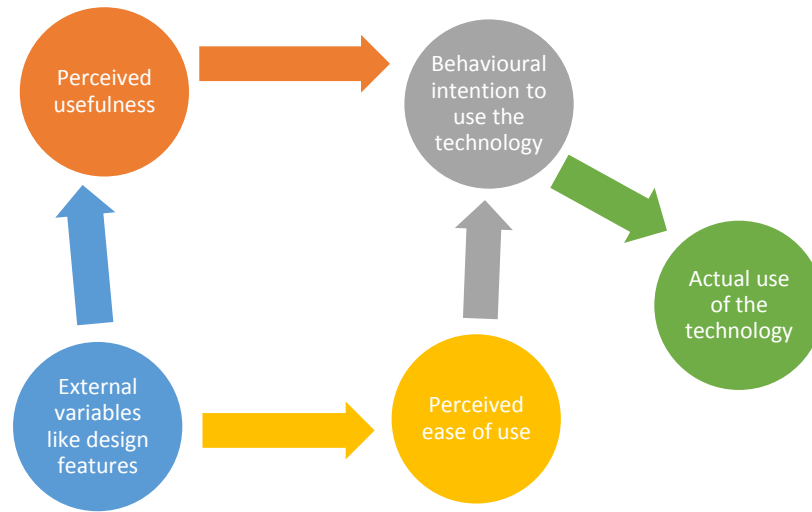 Perceived
usefulness
Behavioural
intention to
use the
technology
Actual use
of the
technology
External
variables
like design
features
Perceived
ease of use